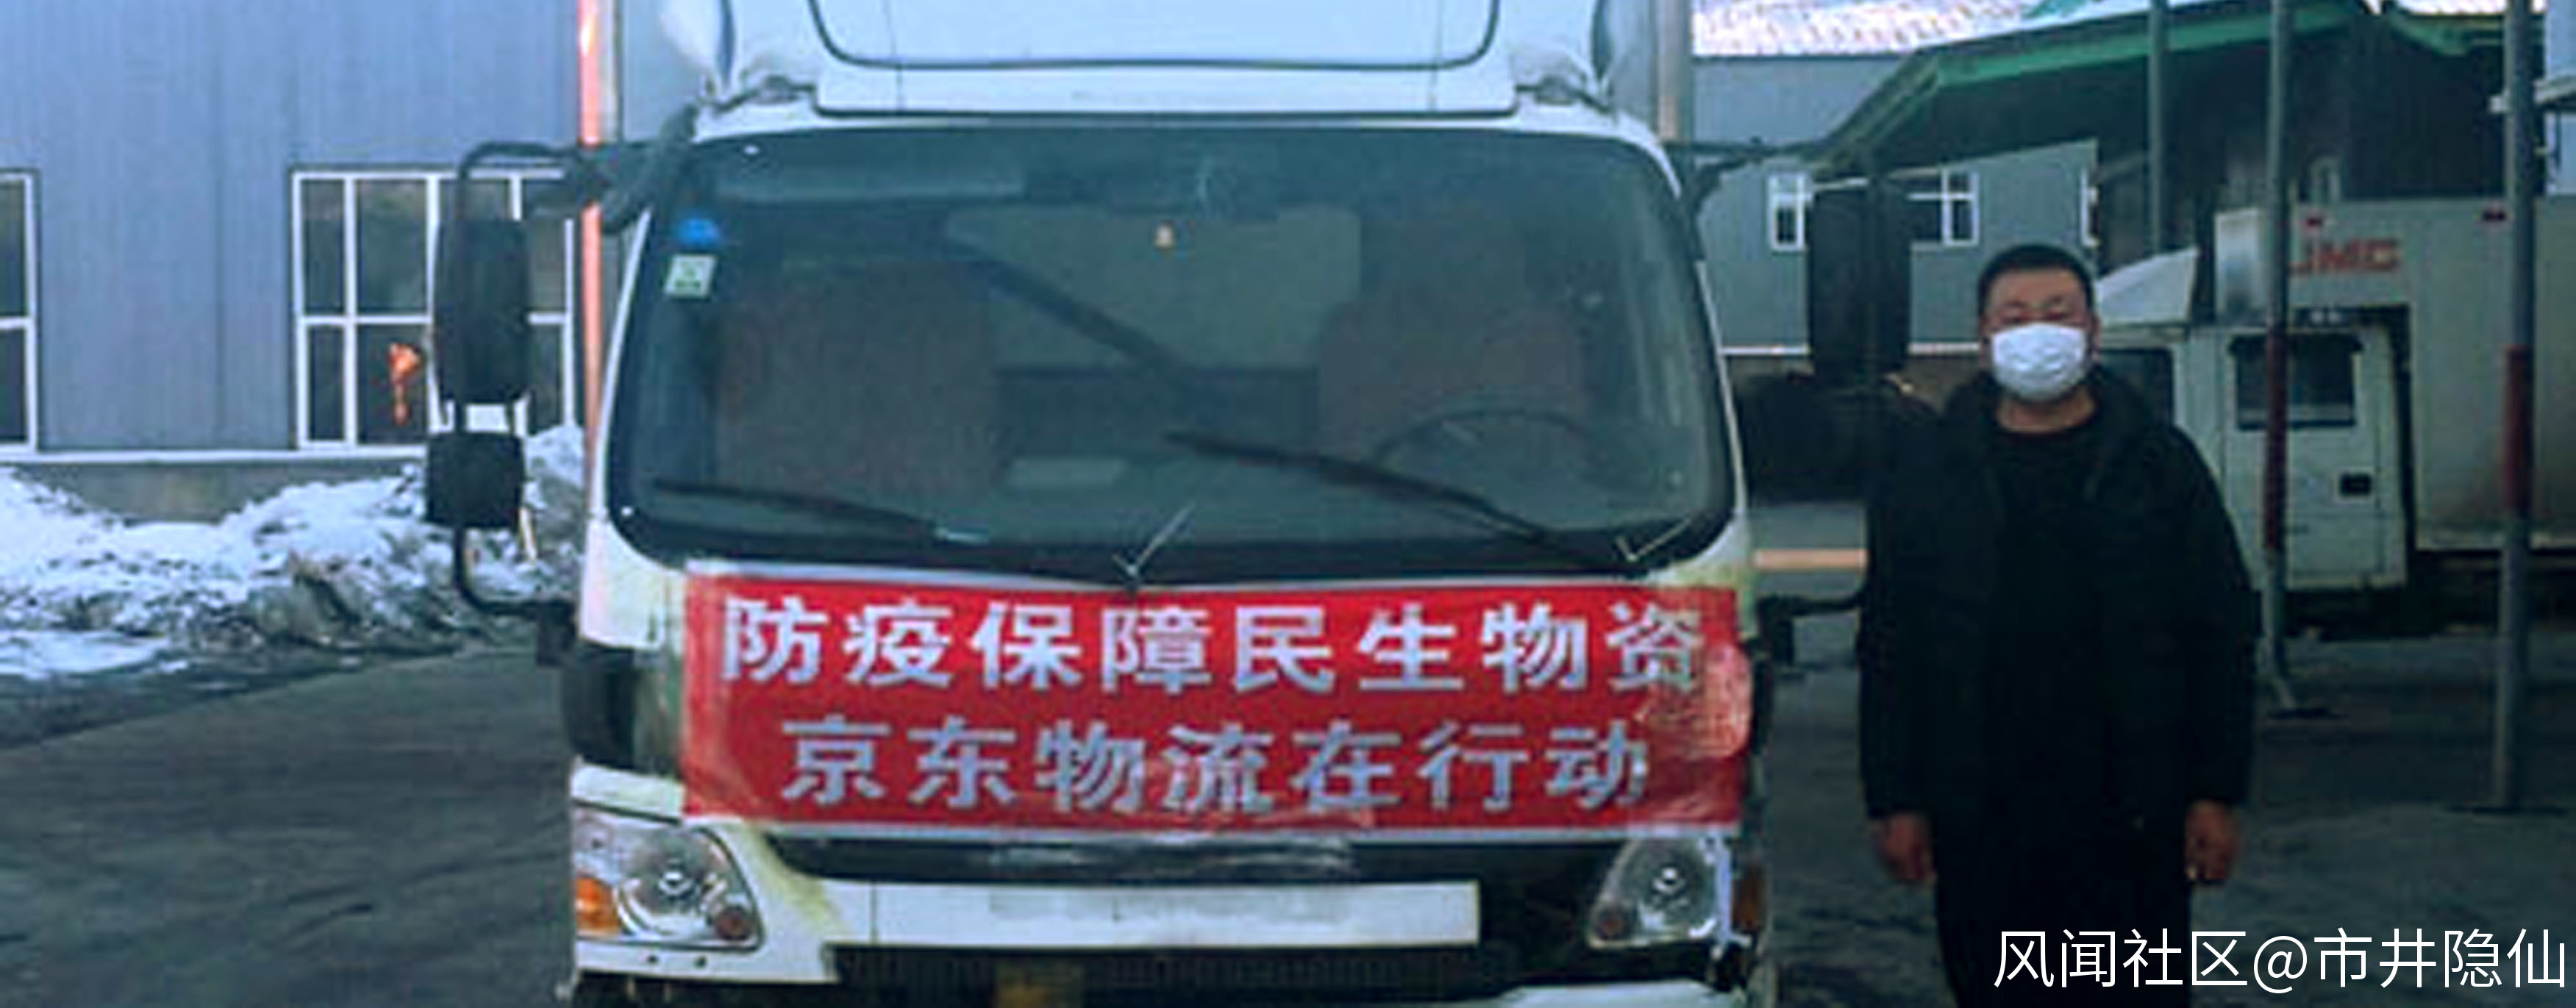 JMC
防疫保障民生物资
京东物流在行动
风闻社区@市井隐仙